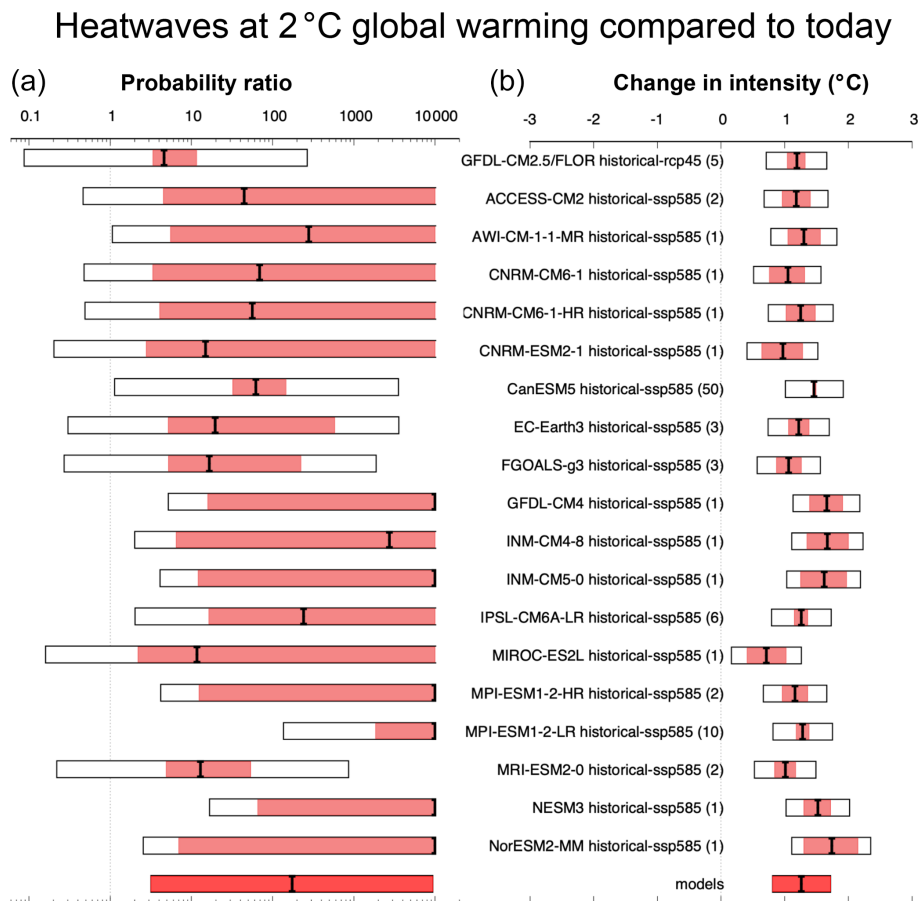 Heatwaves at 2 °C global warming compared to today
(a) Probability ratio
(b) Change in intensity (°C)
0.1 1 10 100 1000 10000
-3 -1 -1 0 1 2 3
GFDL-CM2.5/FLOR historical-rcp45 (5)
ACCESS-CM2 historical-ssp585 (2)
AWI-CM-1-1-MR historical-ssp585 (1)
CNRM-CM6-1 historical-ssp585 (1)
CNRM-CM6-1-HR historical-ssp585 (1)
CNRM-ESM2-1 historical-ssp585 (1)
CanESM5 historical-ssp585 (50)
EC-Earth3 historical-ssp585 (3)
FGOALS-g3 historical-ssp585 (3)
GFDL-CM4 historical-ssp585 (1)
INM-CM4-8 historical-ssp585 (1)
INM-CM5-0 historical-ssp585 (1)
IPSL-CM6A-LR historical-ssp585 (6)
MIROC-ES2L historical-ssp585 (1)
MPI-ESM1-2-HR historical-ssp585 (2)
MPI-ESM1-2-LR historical-ssp585 (10)
MRI-ESM2-0 historical-ssp585 (2)
NESM3 historical-ssp585 (1)
NorESM2-MM historical-ssp585 (1)
models